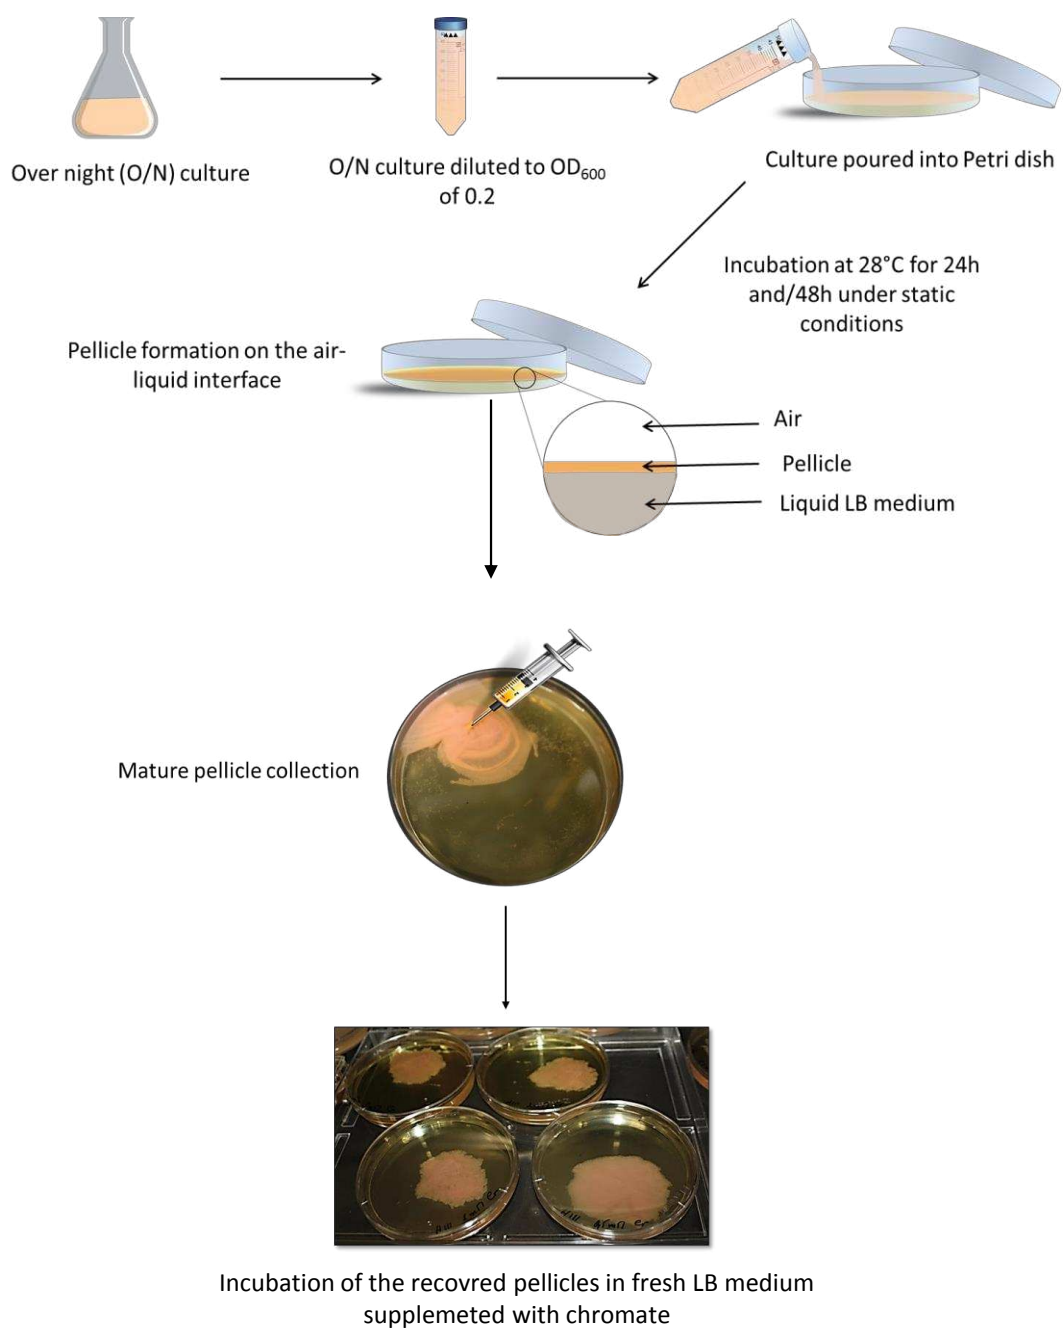 Over night (O/N) culture
O/N culture diluted to OD600
of 0.2
Culture poured into Petri dish
Incubation at 28°C for 24h
and/48h under static
conditions
Pellicle formation on the air-
liquid interface
Air
Pellicle
Liquid LB medium
Mature pellicle collection
Incubation of the recovred pellicles in fresh LB medium
supplemeted with chromate